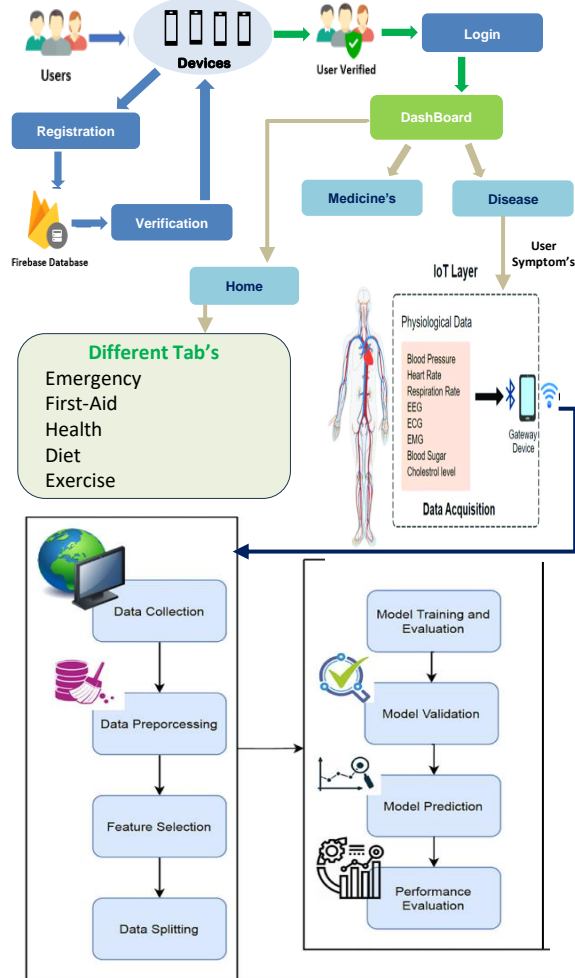 Users
Devices
User Verified
Login
Registration
DashBoard
Firebase Database
Verification
Medicine's
Disease
User
Symptom's
Home
IoT Layer
Different Tab's
Emergency
First-Aid
Health
Diet
Exercise
Physiological Data
Blood Pressure
Heart Rate
Respiration Rate
EEG
ECG
EMG
Blood Sugar
Cholestrol level
Gateway
Device
Data Acquisition
Data Collection
Data Preporcessing
Feature Selection
Data Splitting
Model Training and
Evaluation
Model Validation
Model Prediction
Performance
Evaluation